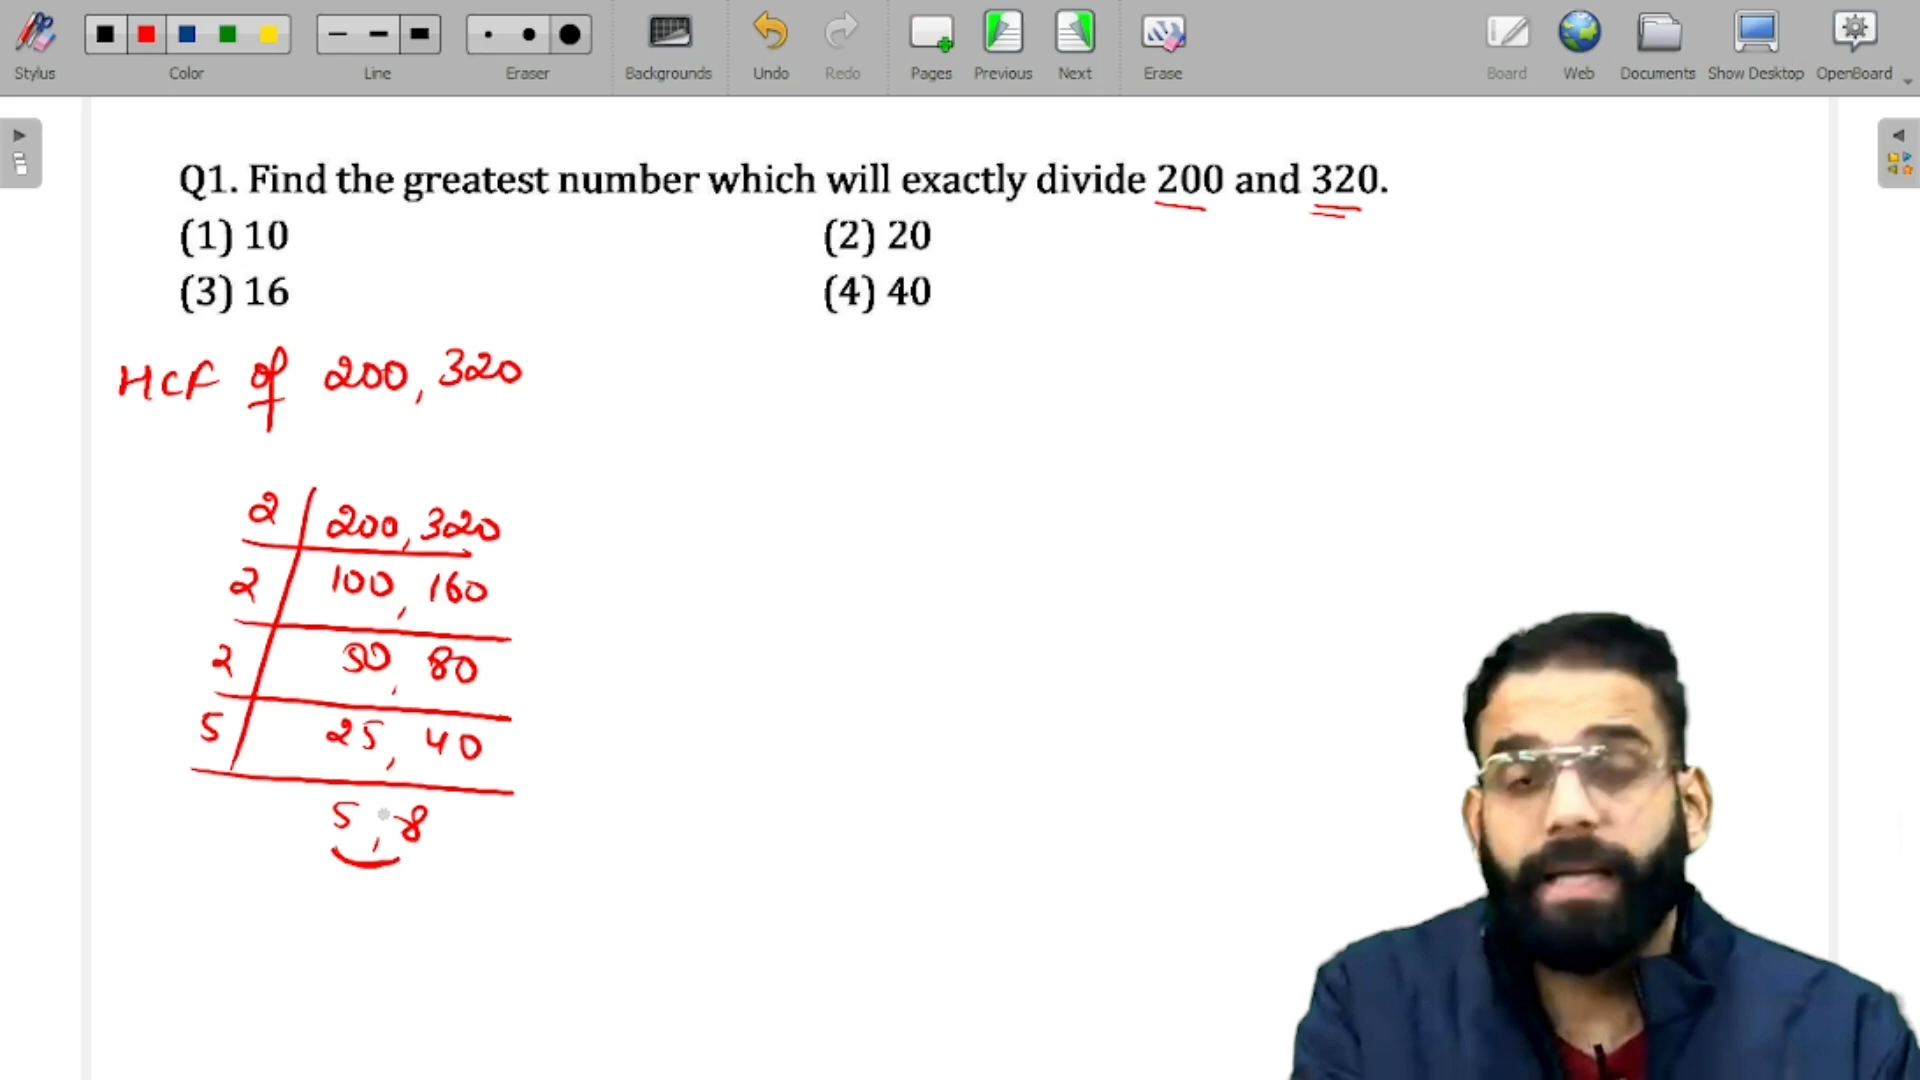 Stylus Color Line Eraser Backgrounds Undo Redo Pages Previous Next Erase Board Web Documents Show Desktop OpenBoard
Q1. Find the greatest number which will exactly divide 200 and 320.
(1) 10 (2) 20
(3) 16 (4) 40
HCF of 200, 320
2 200, 320
2 100, 160
2 50, 80
5 25, 40
5, 8